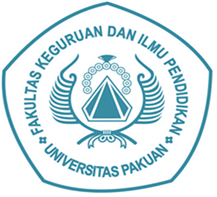 FAKULTAS KEGURUAN DAN ILMU PENDIDIKAN
UNIVERSITAS PAKUAN